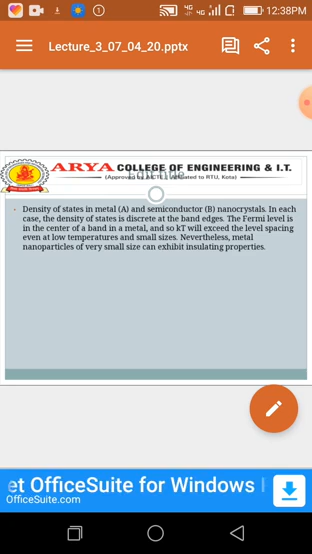 4G 4G 12:38PM
Lecture_3_07_04_20.pptx
ARYA COLLEGE OF ENGINEERING & I.T.
Edit title
(Approved by AICTE, Affiliated to RTU, Kota)
• Density of states in metal (A) and semiconductor (B) nanocrystals. In each
case, the density of states is discrete at the band edges. The Fermi level is
in the center of a band in a metal, and so kT will exceed the level spacing
even at low temperatures and small sizes. Nevertheless, metal
nanoparticles of very small size can exhibit insulating properties.
et OfficeSuite for Windows
OfficeSuite.com